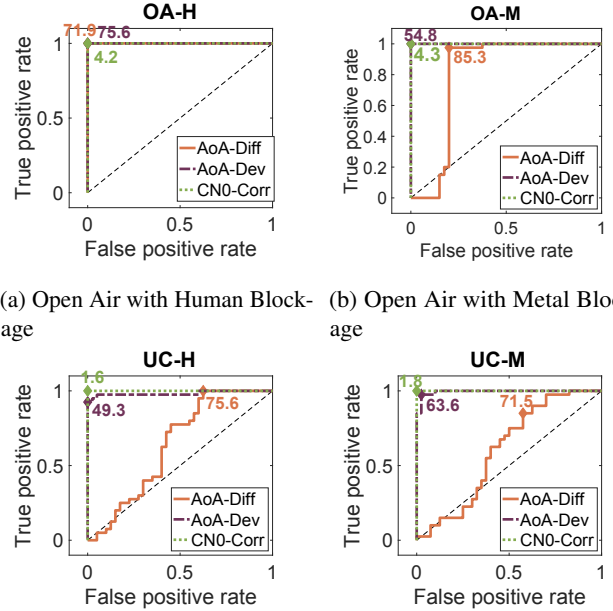 OA-H
71.9
75.6
4.2
1
0.5
0
True positive rate
AoA-Diff
AoA-Dev
CN0-Corr
0 0.5 1
False positive rate
OA-M
54.8
4.3
85.3
1
0.8
0.6
0.4
0.2
0
True positive rate
AoA-Diff
AoA-Dev
CN0-Corr
0 0.5 1
False positive rate
(a) Open Air with Human Block-
age
(b) Open Air with Metal Bloc
age
UC-H
1.6
49.3
75.6
1
0.5
0
True positive rate
AoA-Diff
AoA-Dev
CN0-Corr
0 0.5 1
False positive rate
UC-M
1.8
63.6
71.5
1
0.5
0
True positive rate
AoA-Diff
AoA-Dev
CN0-Corr
0 0.5 1
False positive rate